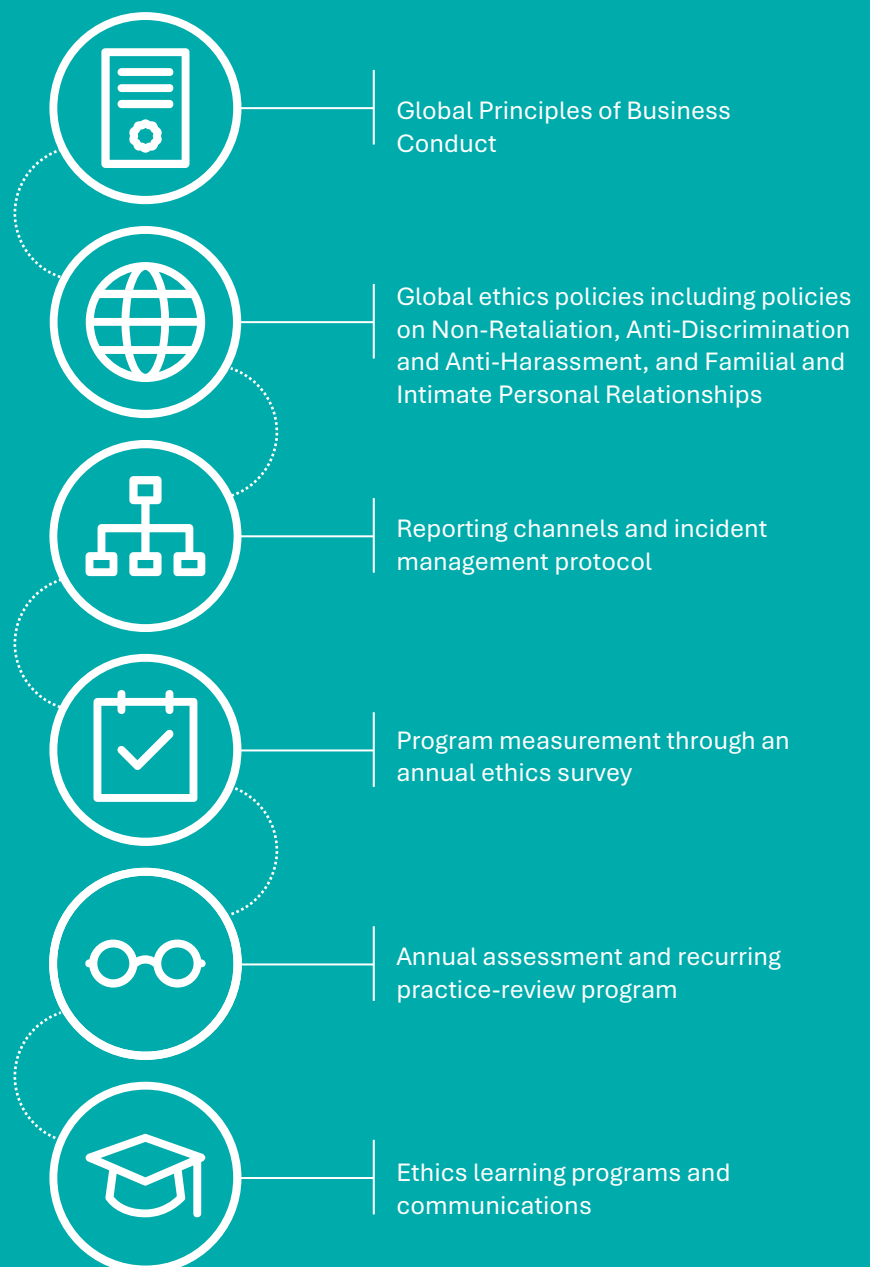 Global Principles of Business
Conduct
Global ethics policies including policies
on Non-Retaliation, Anti-Discrimination
and Anti-Harassment, and Familial and
Intimate Personal Relationships
Reporting channels and incident
management protocol
Program measurement through an
annual ethics survey
Annual assessment and recurring
practice-review program
Ethics learning programs and
communications